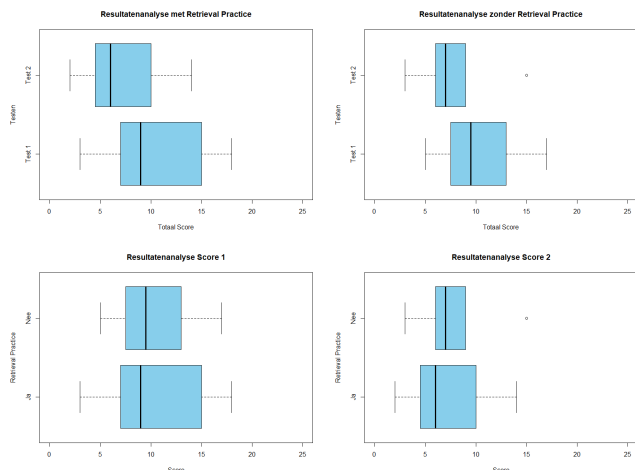 Resultatenanalyse met Retrieval Practice
Testen
Test 2
Test 1
0 5 10 15 20 25
Totaal Score
Resultatenanalyse zonder Retrieval Practice
Testen
Test 2
Test 1
0 5 10 15 20 25
Totaal Score
Resultatenanalyse Score 1
Retrieval Practice
Nee
Ja
0 5 10 15 20 25
Score
Resultatenanalyse Score 2
Retrieval Practice
Nee
Ja
0 5 10 15 20 25
Score